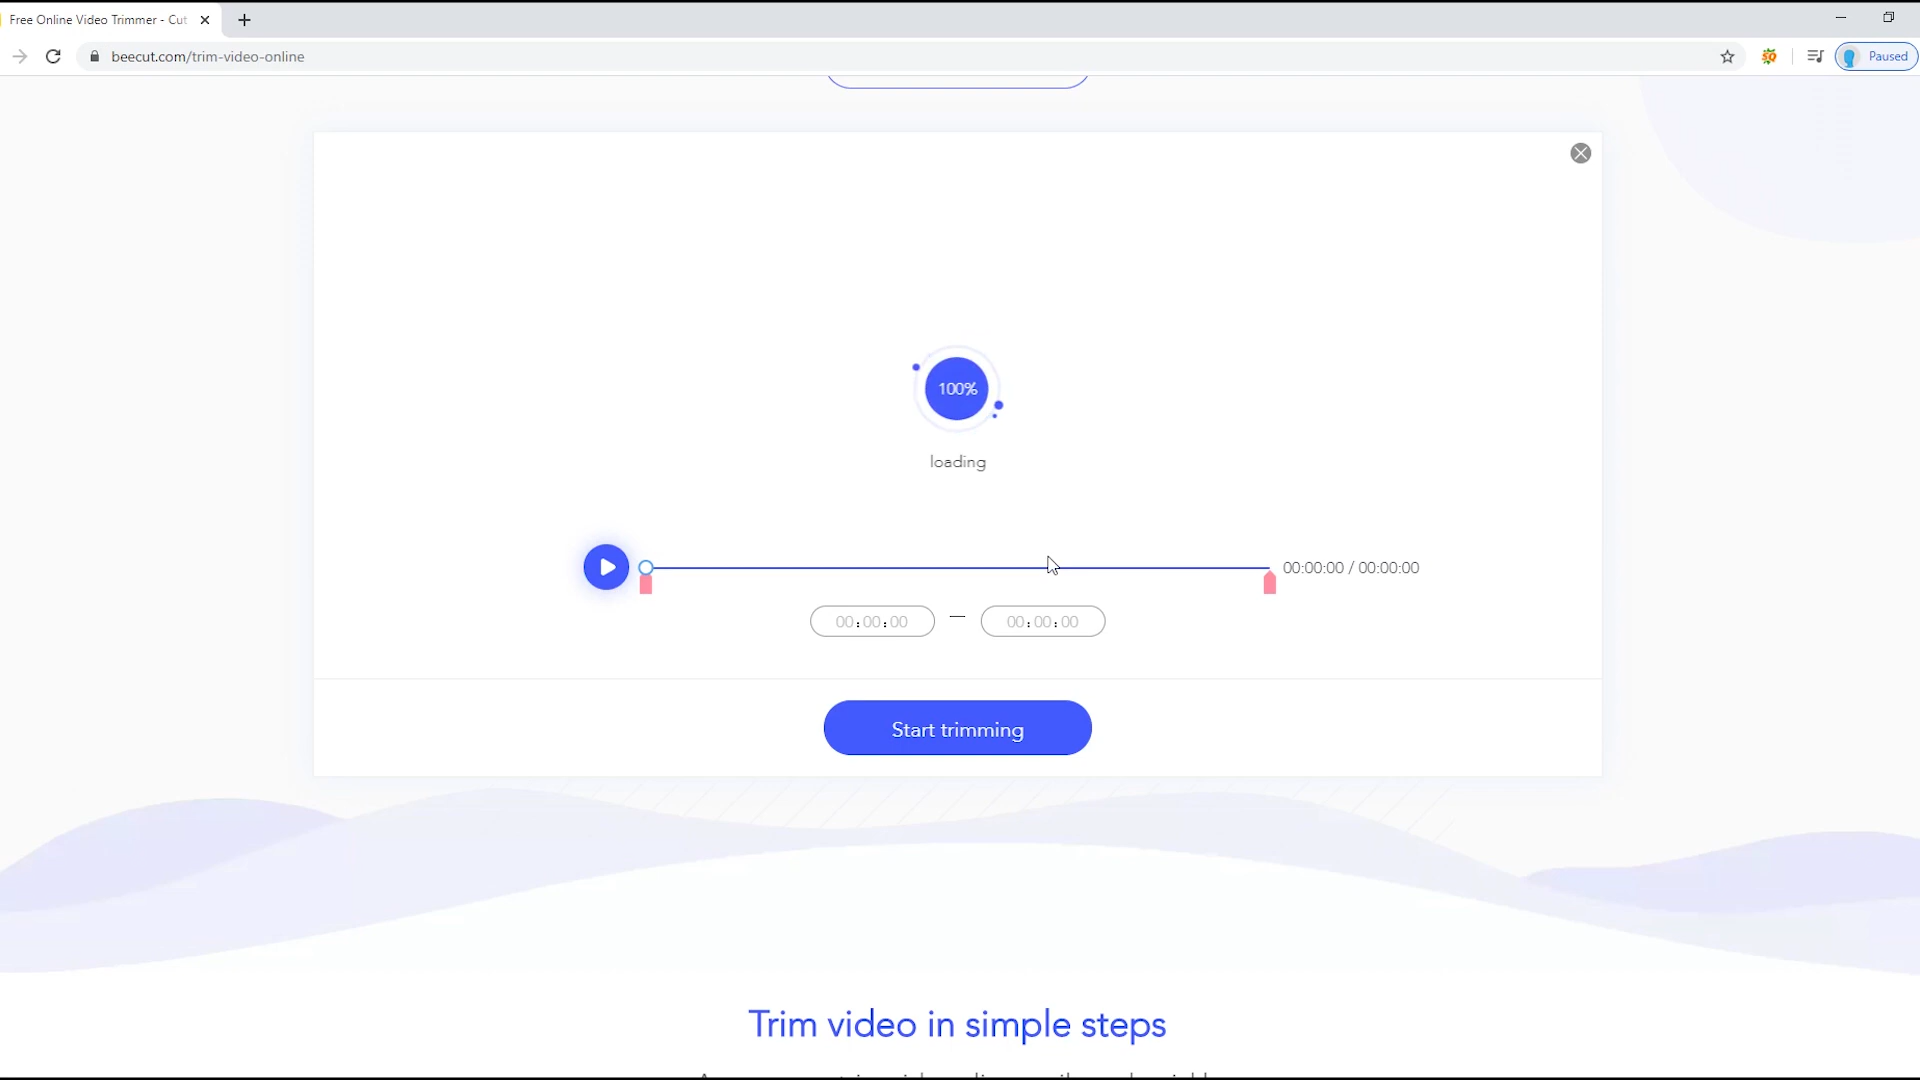 Free Online Video Trimmer - Cut
beecut.com/trim-video-online
Paused
100%
loading
00:00:00 / 00:00:00
00:00:00 — 00:00:00
Start trimming
Trim video in simple steps